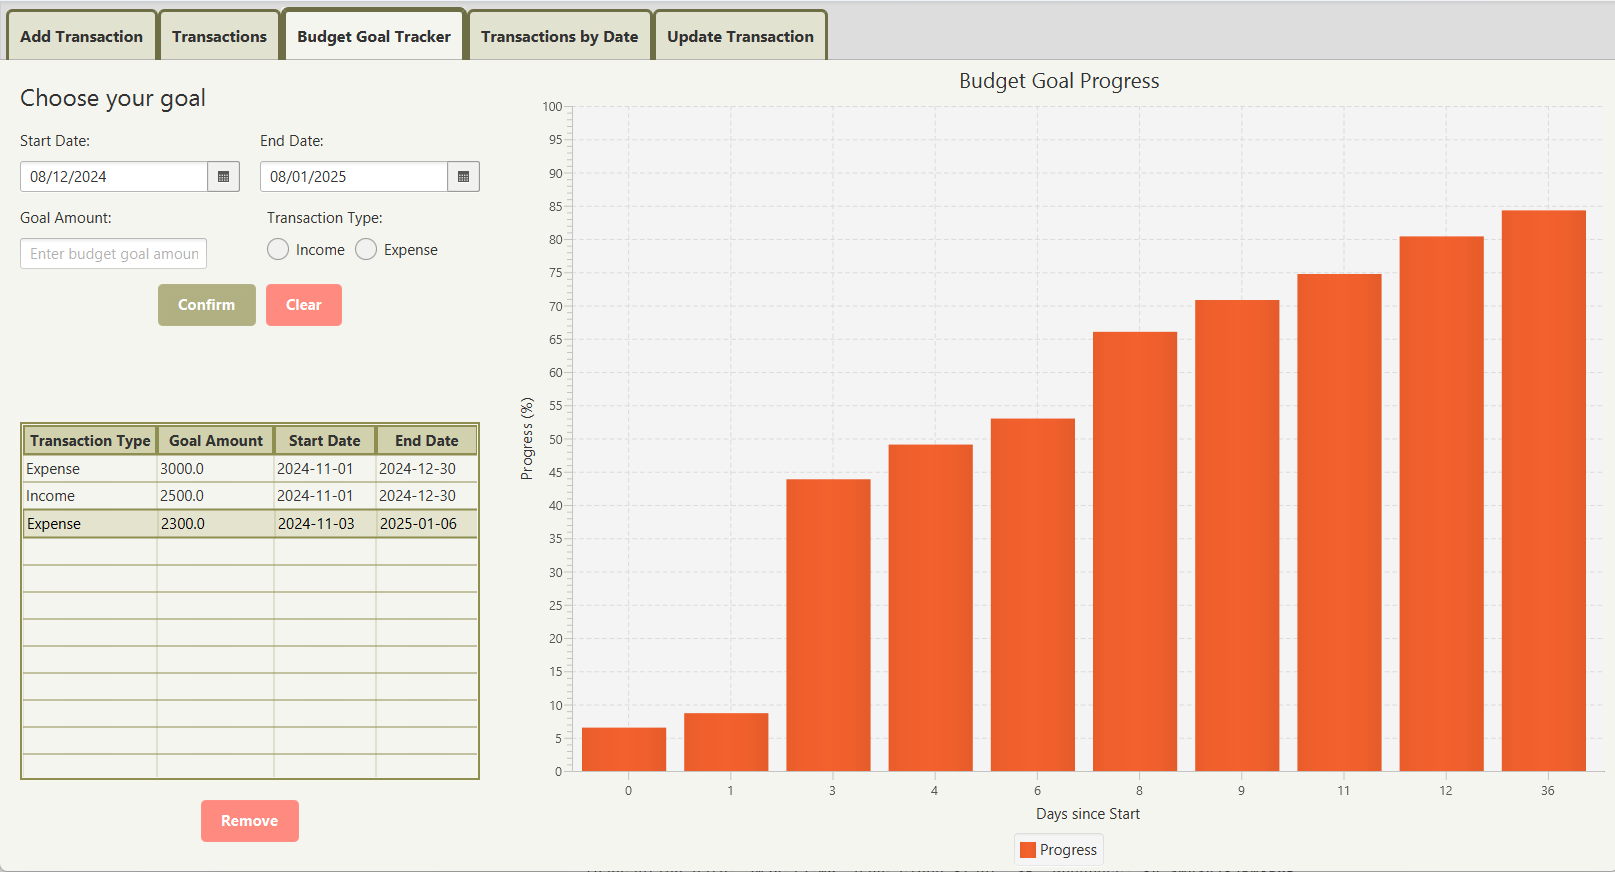 Add Transaction
Transactions
Budget Goal Tracker
Transactions by Date
Update Transaction
Choose your goal
Start Date:
End Date:
08/12/2024
08/01/2025
Goal Amount:
Transaction Type:
Enter budget goal amoun
Income
Expense
Confirm
Clear
Transaction Type Goal Amount Start Date End Date
Expense 3000.0 2024-11-01 2024-12-30
Income 2500.0 2024-11-01 2024-12-30
Expense 2300.0 2024-11-03 2025-01-06
Remove
Budget Goal Progress
Progress (%)
100
95
90
85
80
75
70
65
60
55
50
45
40
35
30
25
20
15
10
5
0
0 1 3 4 6 8 9 11 12 36
Days since Start
Progress